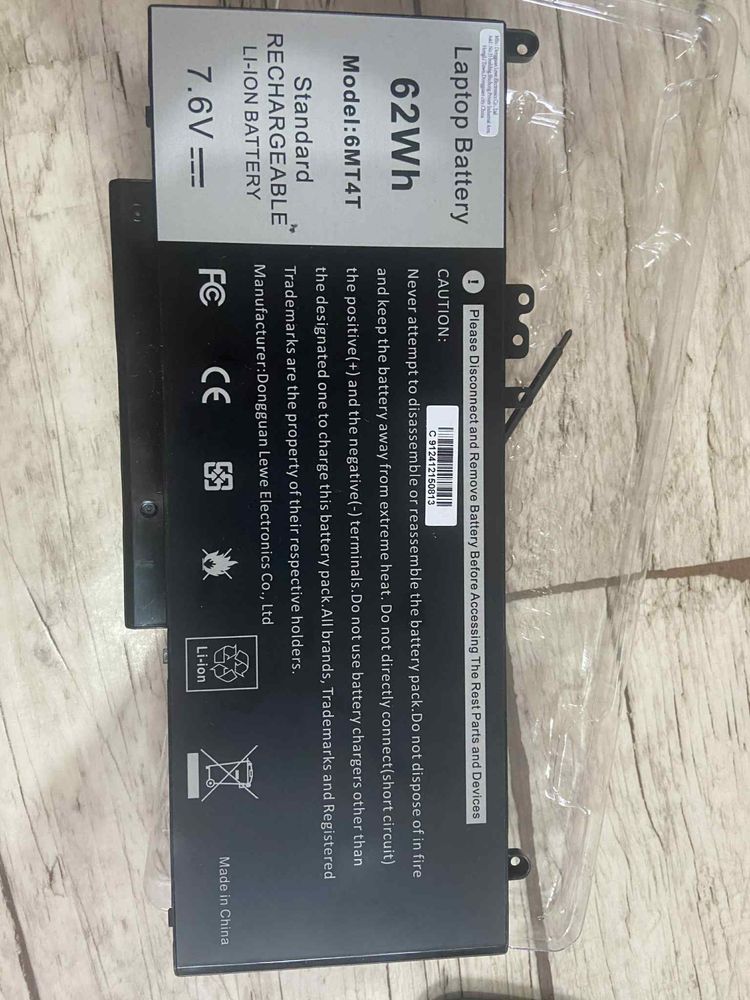 Laptop Battery
62Wh
Model:6MT4T
Standard
RECHARGEABLE
LI-ION BATTERY
7.6V
Please Disconnect and Remove Battery Before Accessing The Rest Parts and Devices
CAUTION:
Never attempt to disassemble or reassemble the battery pack.Do not dispose of in fire
and keep the battery away from extreme heat. Do not directly connect(short circuit)
the positive(+) and the negative(-) terminals.Do not use battery chargers other than
the designated one to charge this battery pack.All brands, Trademarks and Registered
Trademarks are the property of their respective holders.
Manufacturer:Dongguan Lewe Electronics Co., Ltd
C 912412150813
FC
CE
Li-ion
Made in China